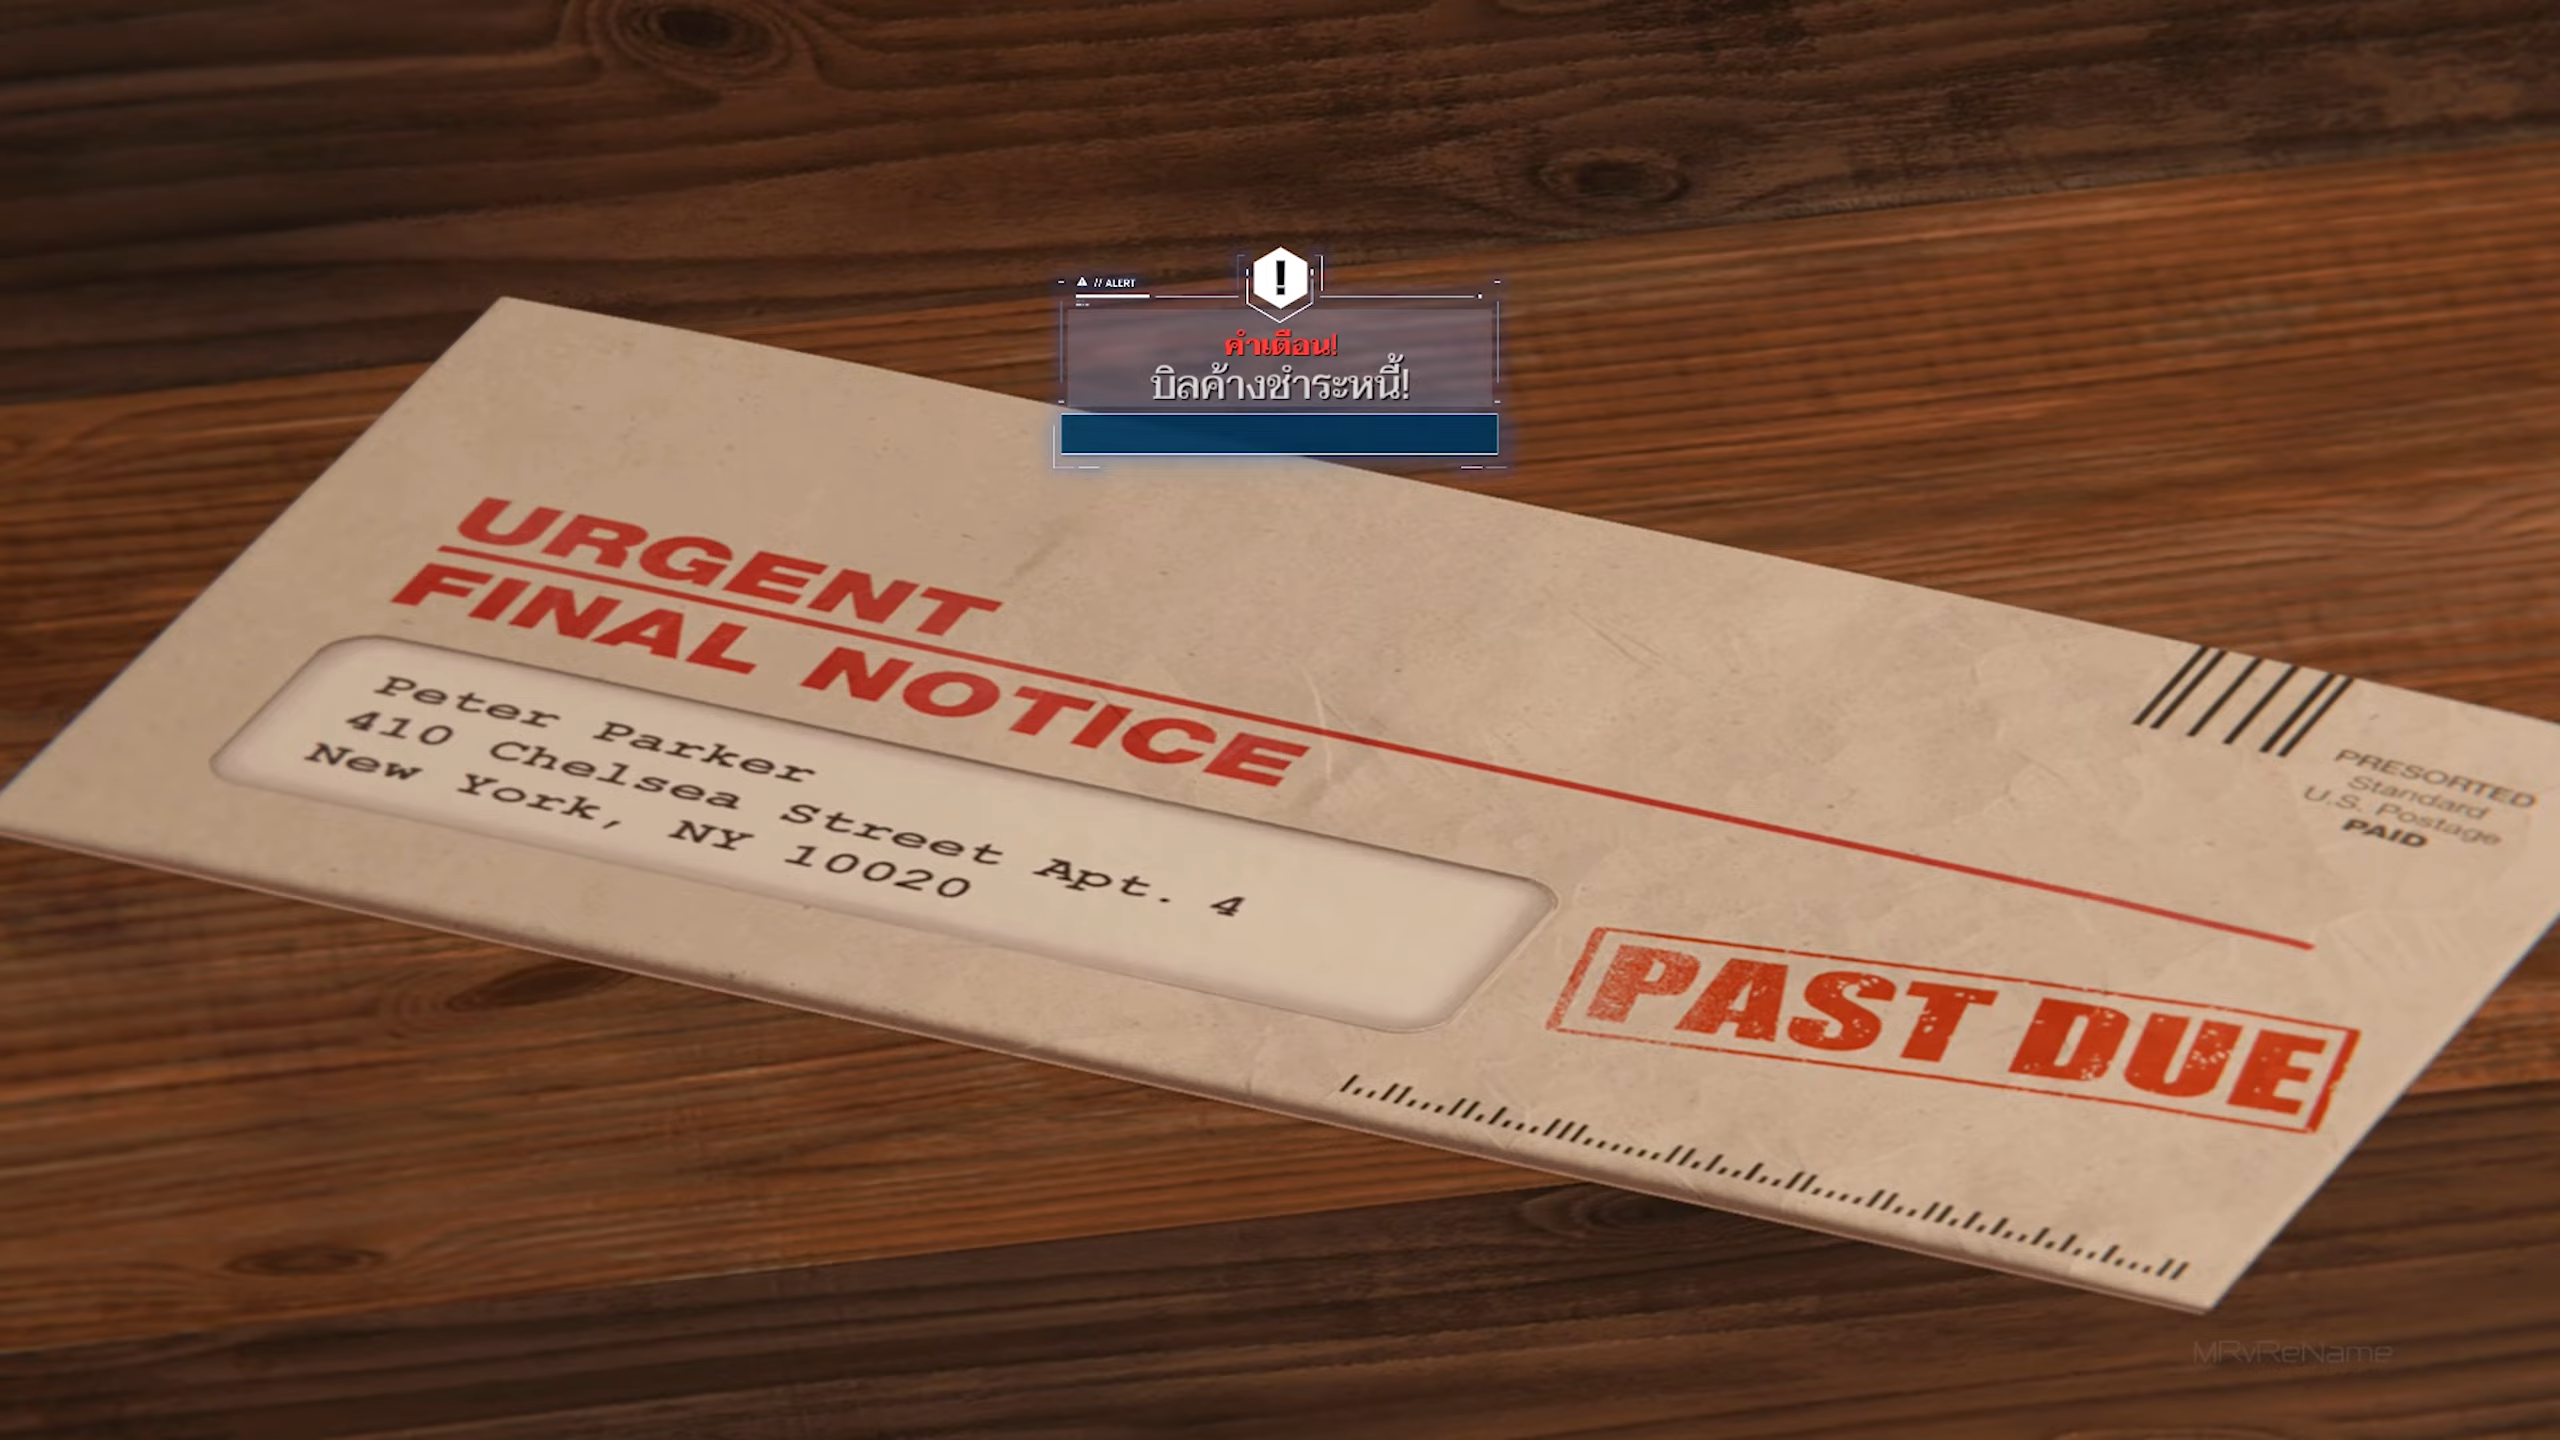 // ALERT
!
คำเตือน!
บิลค้างชำระหนี้!
URGENT
FINAL NOTICE
Peter Parker
410 Chelsea Street Apt. 4
New York, NY 10020
PRESORTED
Standard
U.S. Postage
PAID
PAST DUE
MRvReName